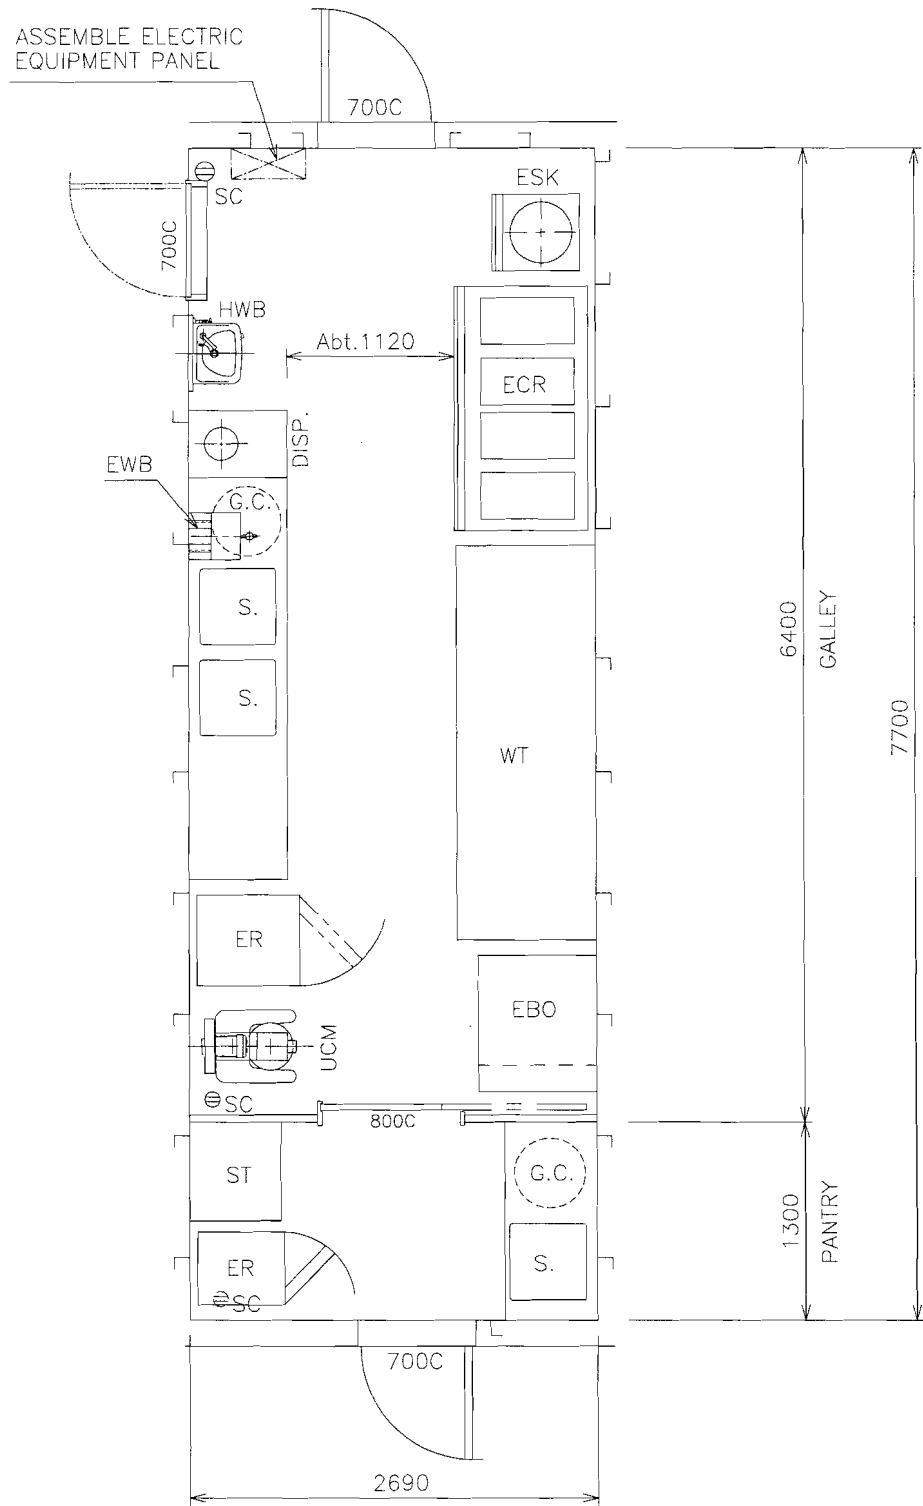 ASSEMBLE ELECTRIC
EQUIPMENT PANEL
700C
SC
ESK
700C
HWB
Abt.1120
ECR
DISP.
EWB
G.C.
S.
S.
6400
GALLEY
7700
WT
ER
EBO
UCM
SC
800C
ST
G.C.
1300
PANTRY
ER
S.
SC
700C
2690